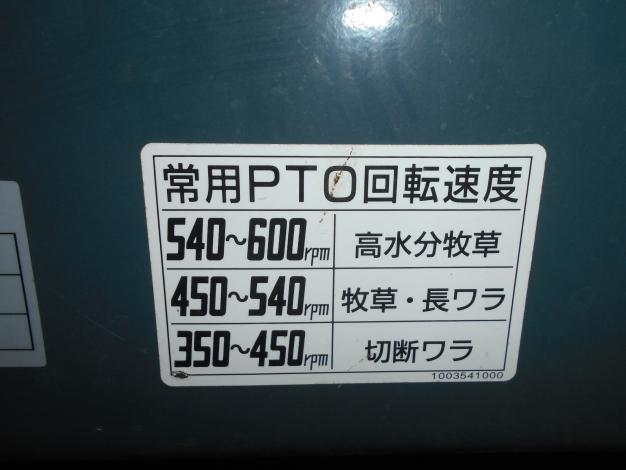 常用PTO回転速度
540~600rpm 高水分牧草
450~540rpm 牧草・長ワラ
350~450rpm 切断ワラ
1003541000